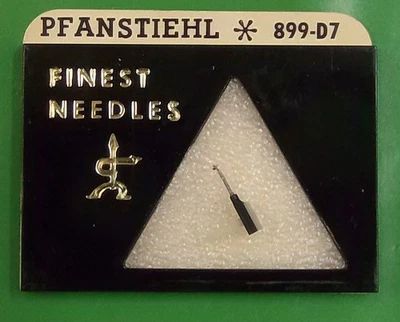 PFANSTIEHL * 899-D7
FINEST
NEEDLES